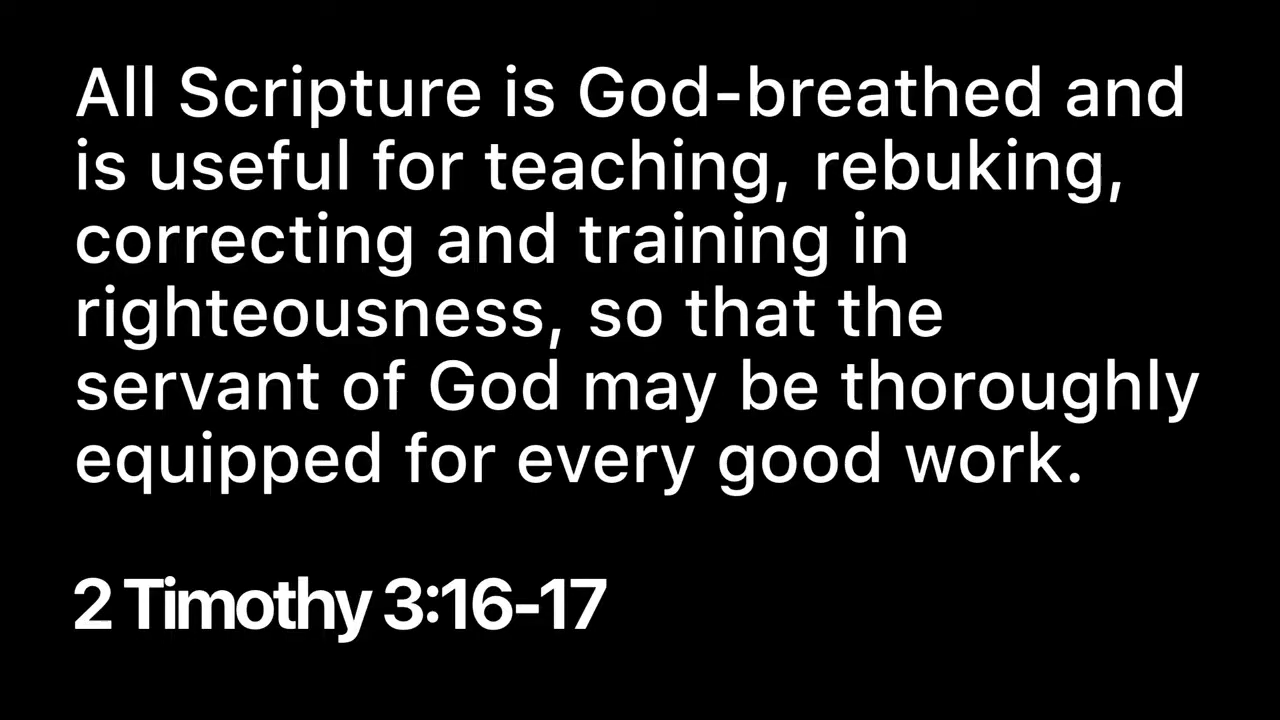 All Scripture is God-breathed and
is useful for teaching, rebuking,
correcting and training in
righteousness, so that the
servant of God may be thoroughly
equipped for every good work.
2 Timothy 3:16-17